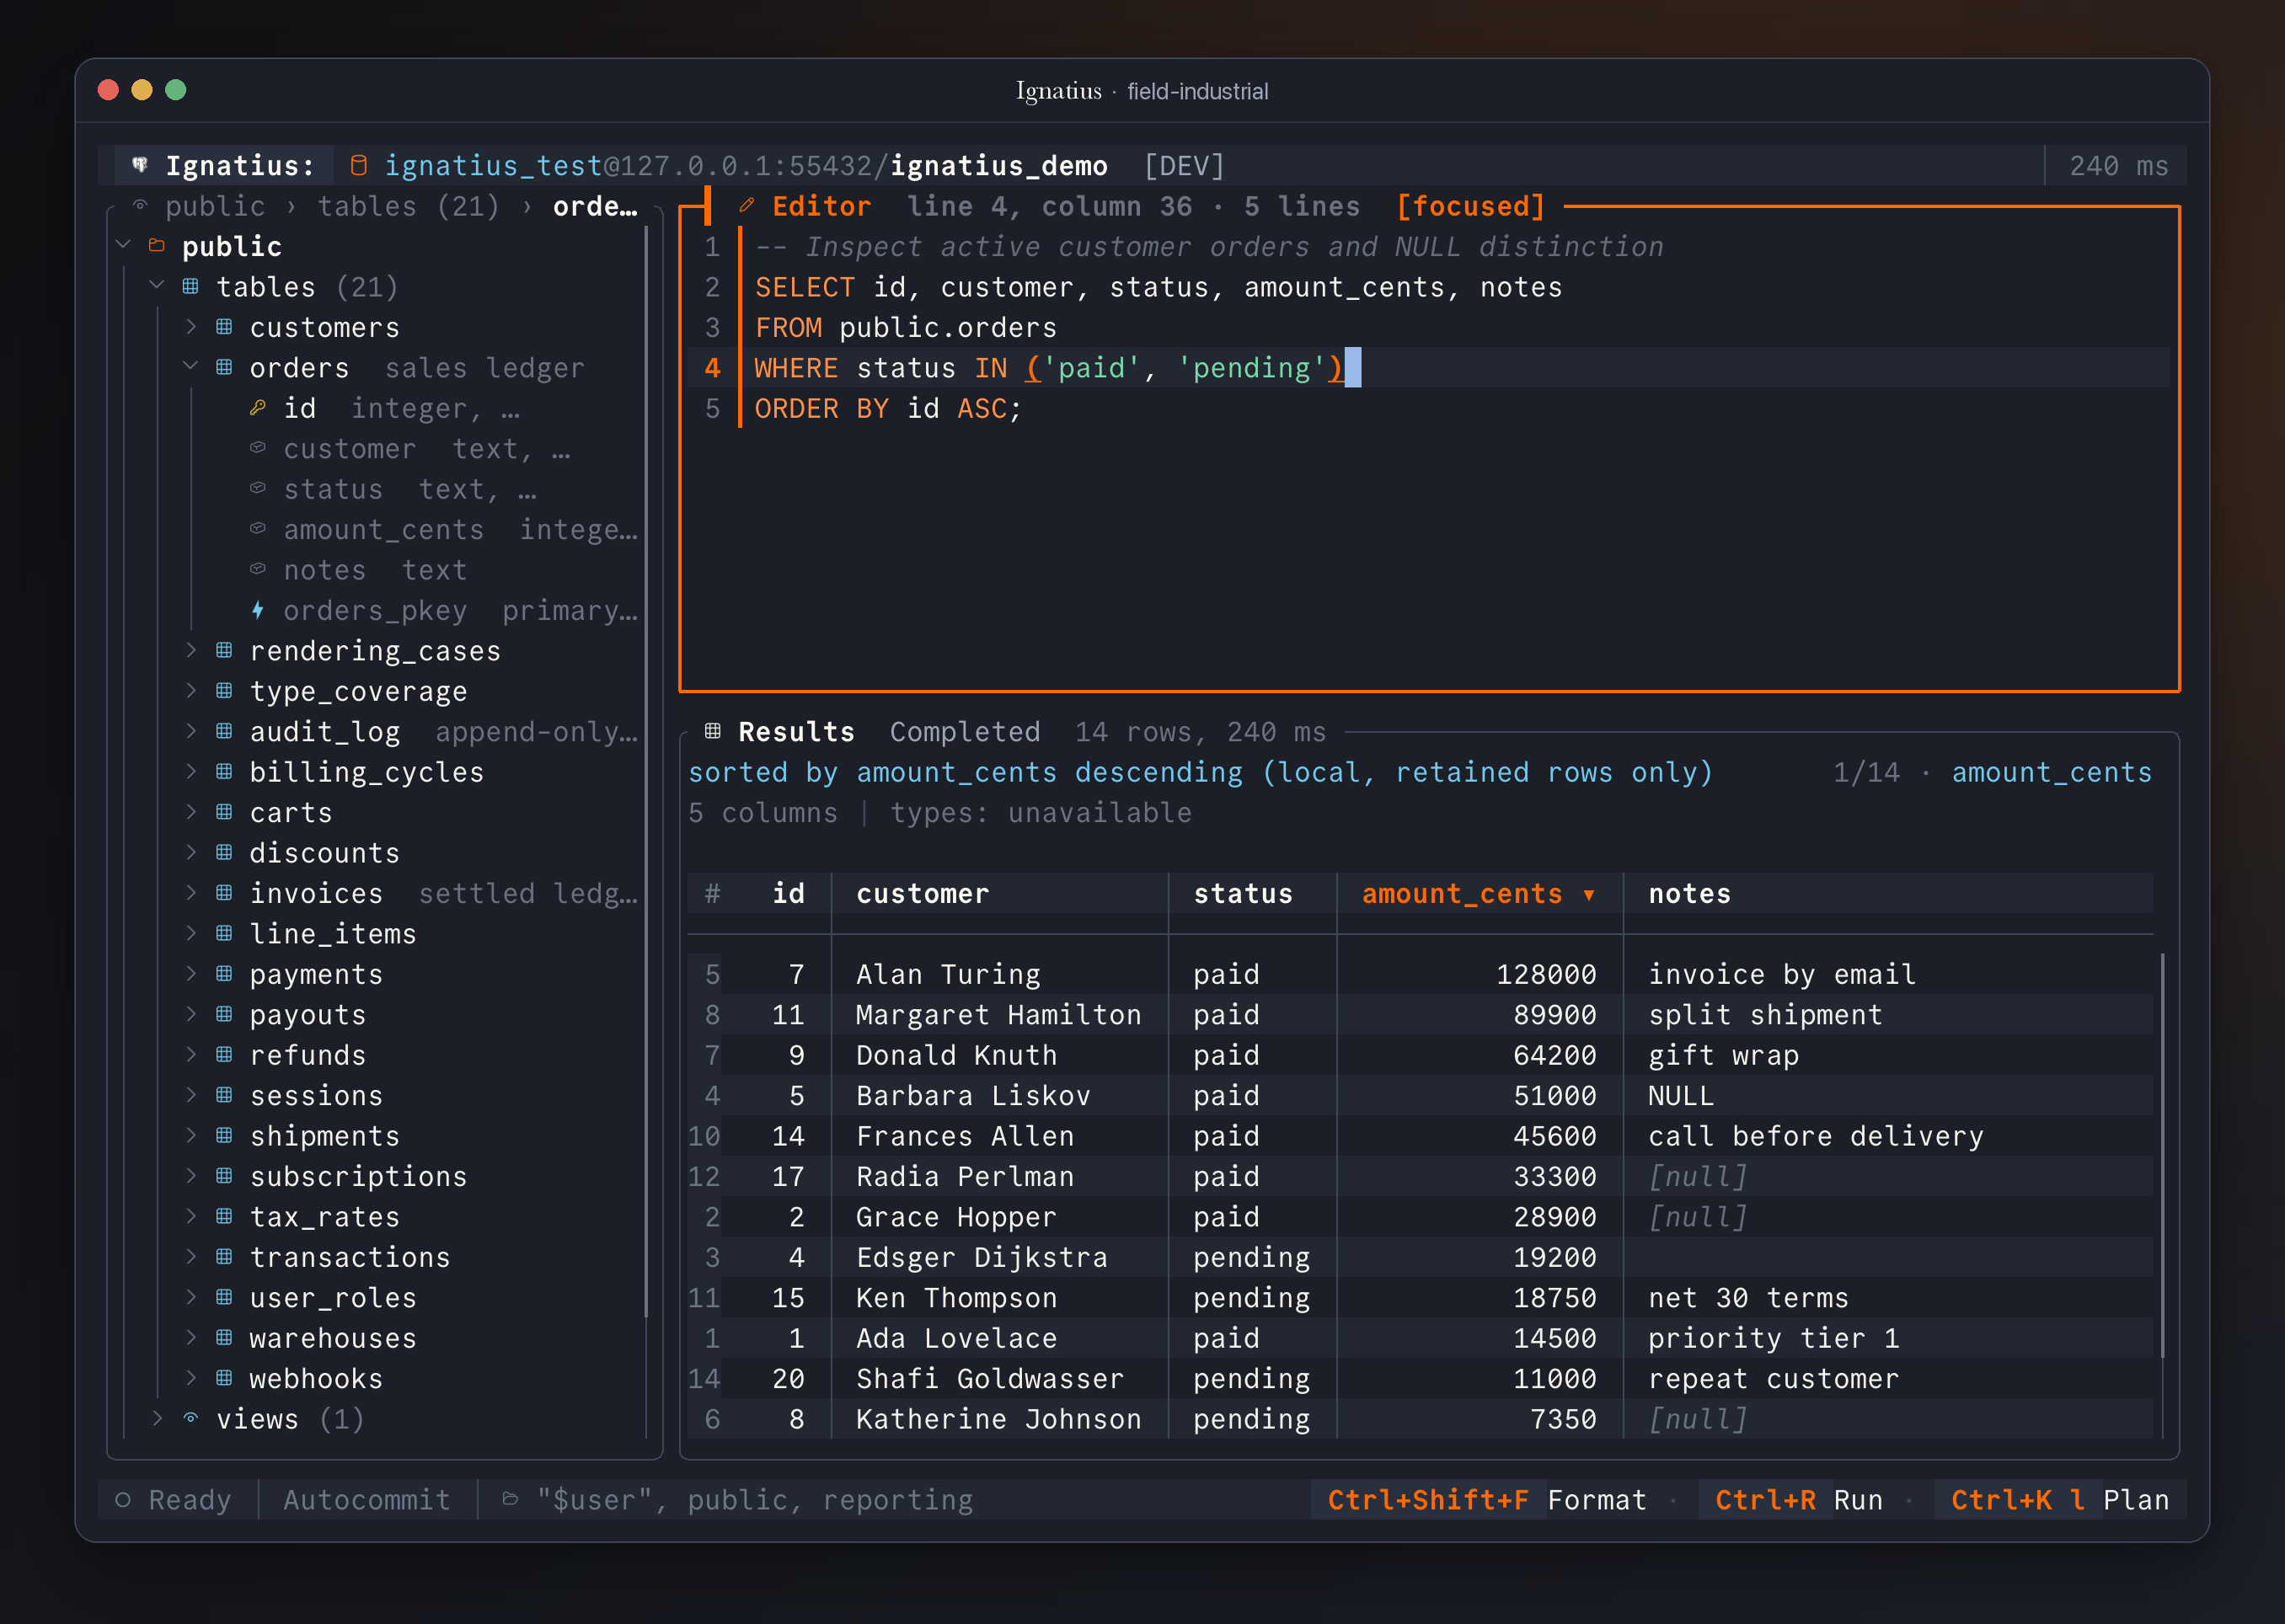 Ignatius · field-industrial
Ignatius: ignatius_test@127.0.0.1:55432/ignatius_demo [DEV] 240 ms
public › tables (21) › orde…
public
tables (21)
customers
orders sales ledger
id integer, …
customer text, …
status text, …
amount_cents intege…
notes text
orders_pkey primary…
rendering_cases
type_coverage
audit_log append-only…
billing_cycles
carts
discounts
invoices settled ledg…
line_items
payments
payouts
refunds
sessions
shipments
subscriptions
tax_rates
transactions
user_roles
warehouses
webhooks
views (1)
Editor line 4, column 36 · 5 lines [focused]
1 -- Inspect active customer orders and NULL distinction
2 SELECT id, customer, status, amount_cents, notes
3 FROM public.orders
4 WHERE status IN ('paid', 'pending')
5 ORDER BY id ASC;
Results Completed 14 rows, 240 ms
sorted by amount_cents descending (local, retained rows only) 1/14 · amount_cents
5 columns | types: unavailable
# id customer status amount_cents ▾ notes
5 7 Alan Turing paid 128000 invoice by email
8 11 Margaret Hamilton paid 89900 split shipment
7 9 Donald Knuth paid 64200 gift wrap
4 5 Barbara Liskov paid 51000 NULL
10 14 Frances Allen paid 45600 call before delivery
12 17 Radia Perlman paid 33300 [null]
2 2 Grace Hopper paid 28900 [null]
3 4 Edsger Dijkstra pending 19200
11 15 Ken Thompson pending 18750 net 30 terms
1 1 Ada Lovelace paid 14500 priority tier 1
14 20 Shafi Goldwasser pending 11000 repeat customer
6 8 Katherine Johnson pending 7350 [null]
Ready Autocommit "$user", public, reporting Ctrl+Shift+F Format · Ctrl+R Run · Ctrl+K l Plan